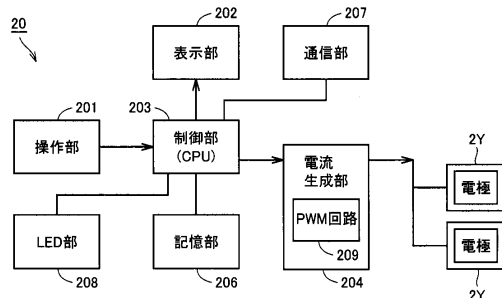 20
202
207
表示部
通信部
201
203
操作部
制御部
(CPU)
電流
生成部
PWM回路
209
204
2Y
電極
電極
2Y
LED部
208
記憶部
206